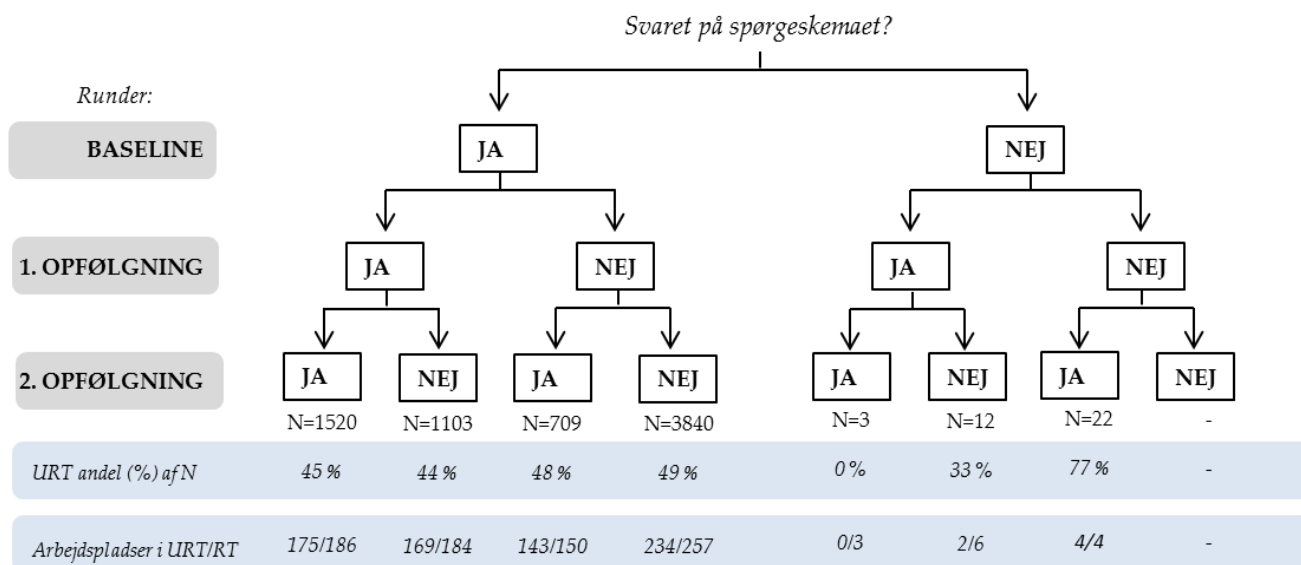 Svaret på spørgeskemaet?
Runder:
BASELINE JA NEJ
1. OPFØLGNING JA NEJ JA NEJ
2. OPFØLGNING JA NEJ JA NEJ JA NEJ JA NEJ
N=1520 N=1103 N=709 N=3840 N=3 N=12 N=22 -
URT andel (%) af N 45 % 44 % 48 % 49 % 0 % 33 % 77 % -
Arbejdspladser i URT/RT 175/186 169/184 143/150 234/257 0/3 2/6 4/4 -